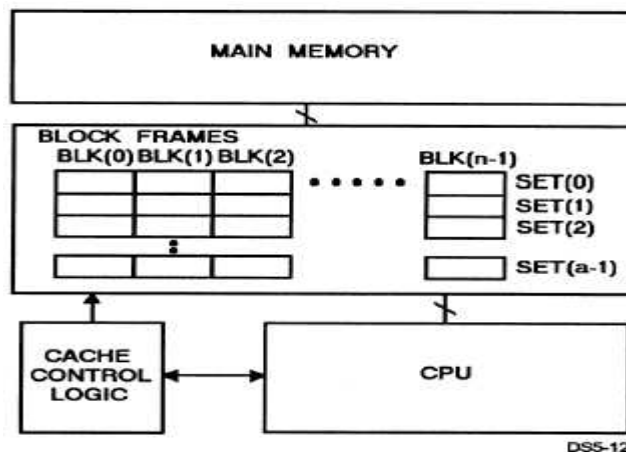 MAIN MEMORY
BLOCK FRAMES
BLK(0) BLK(1) BLK(2) BLK(n-1)
SET(0)
SET(1)
SET(2)
SET(a-1)
CACHE
CONTROL
LOGIC
CPU
DS5-12